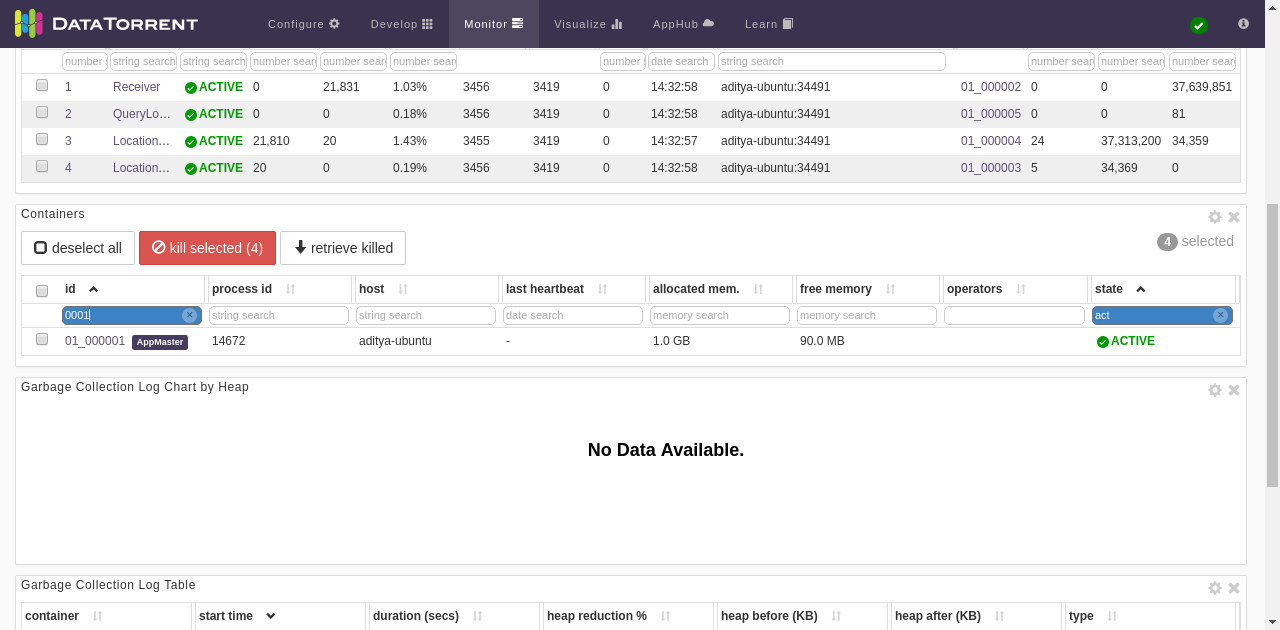 DATATORRENT Configure Develop Monitor Visualize AppHub Learn
number s string search string search number sear number sear number sear number s date search string search number sear number sear number sear
1 Receiver ACTIVE 0 21,831 1.03% 3456 3419 0 14:32:58 aditya-ubuntu:34491 01_000002 0 0 37,639,851
2 QueryLo... ACTIVE 0 0 0.18% 3456 3419 0 14:32:58 aditya-ubuntu:34491 01_000005 0 0 81
3 Location... ACTIVE 21,810 20 1.43% 3455 3419 0 14:32:57 aditya-ubuntu:34491 01_000004 24 37,313,200 34,359
4 Location... ACTIVE 20 0 0.19% 3456 3419 0 14:32:58 aditya-ubuntu:34491 01_000003 5 34,369 0
Containers
deselect all kill selected (4) retrieve killed 4 selected
id process id host last heartbeat allocated mem. free memory operators state
0001 string search string search date search memory search memory search act
01_000001 AppMaster 14672 aditya-ubuntu - 1.0 GB 90.0 MB ACTIVE
Garbage Collection Log Chart by Heap
No Data Available.
Garbage Collection Log Table
container start time duration (secs) heap reduction % heap before (KB) heap after (KB) type